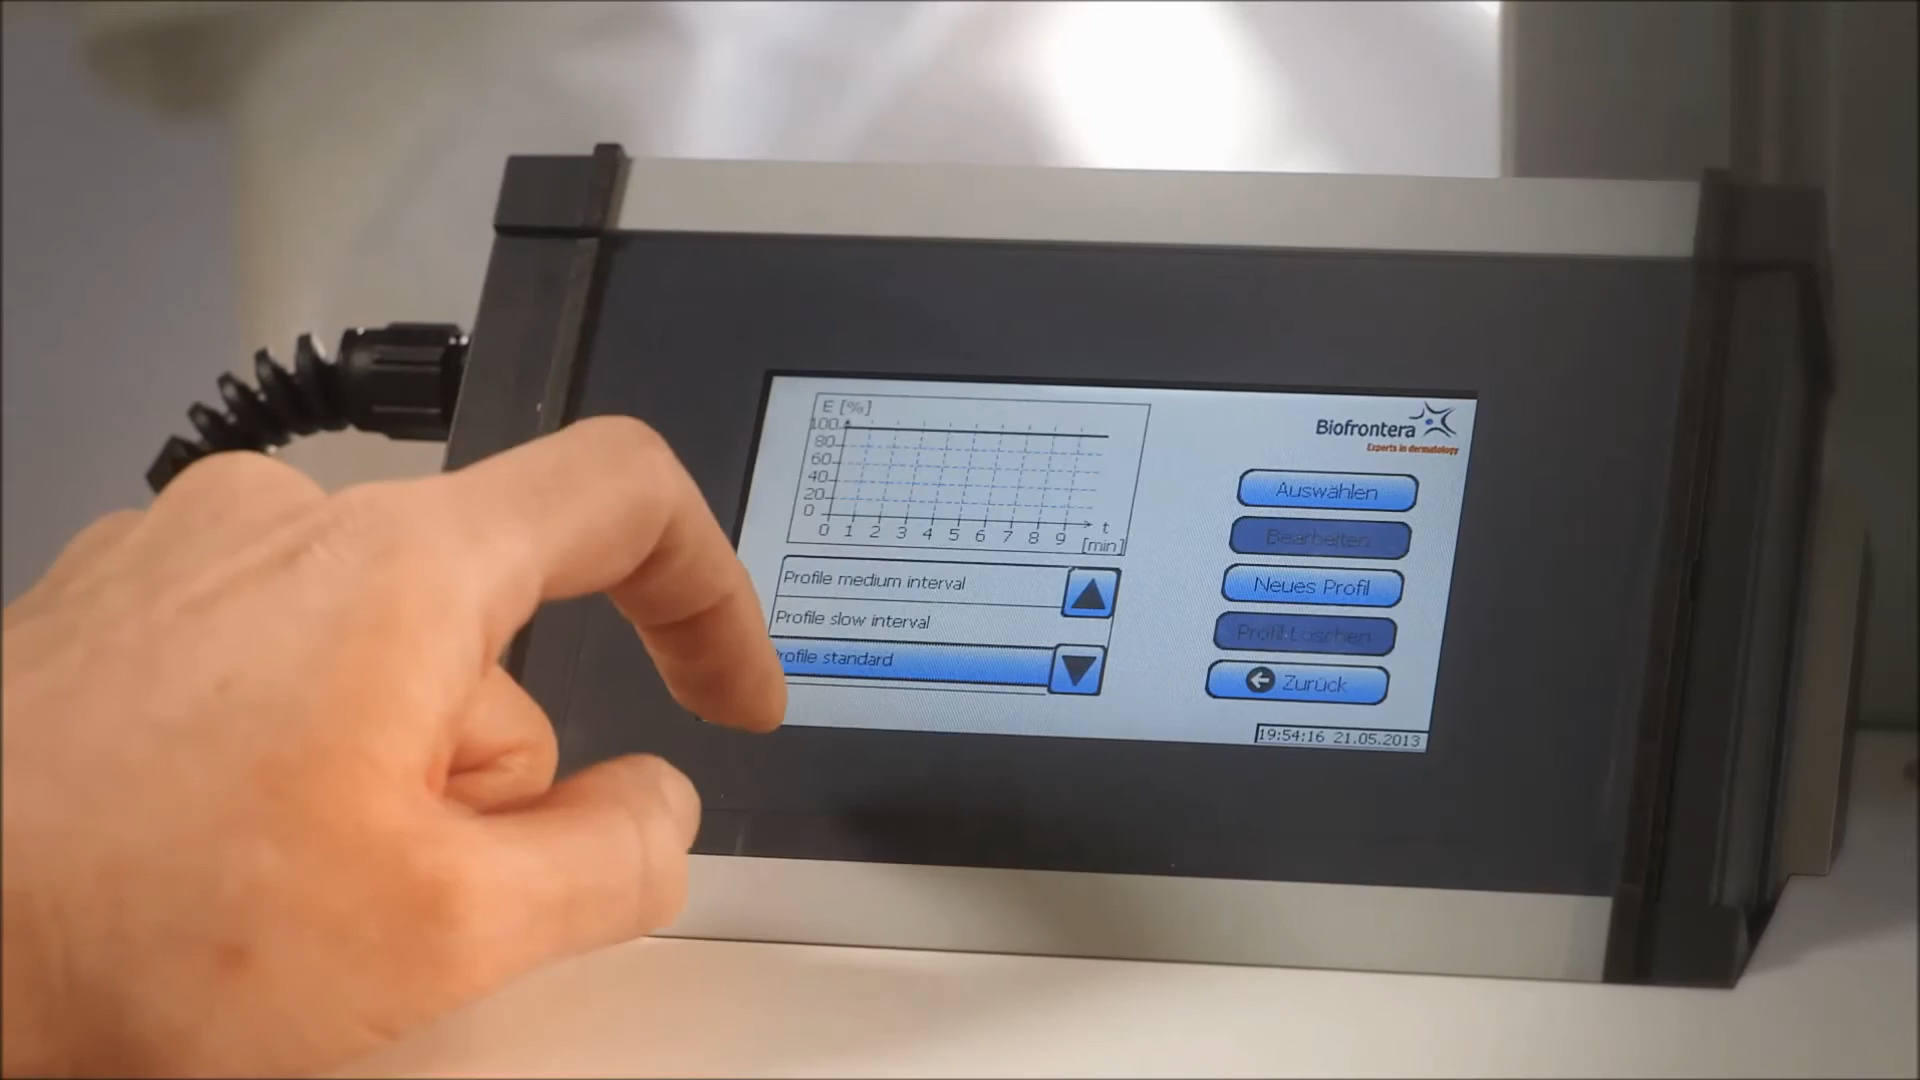 E [%]
100
80
60
40
20
0
0 1 2 3 4 5 6 7 8 9
t
[min]
Profile medium interval
Profile slow interval
Profile standard
Biofrontera
Experts in dermatology
Auswählen
Bearbeiten
Neues Profil
Profil Löschen
Zurück
19:54:16 21.05.2013